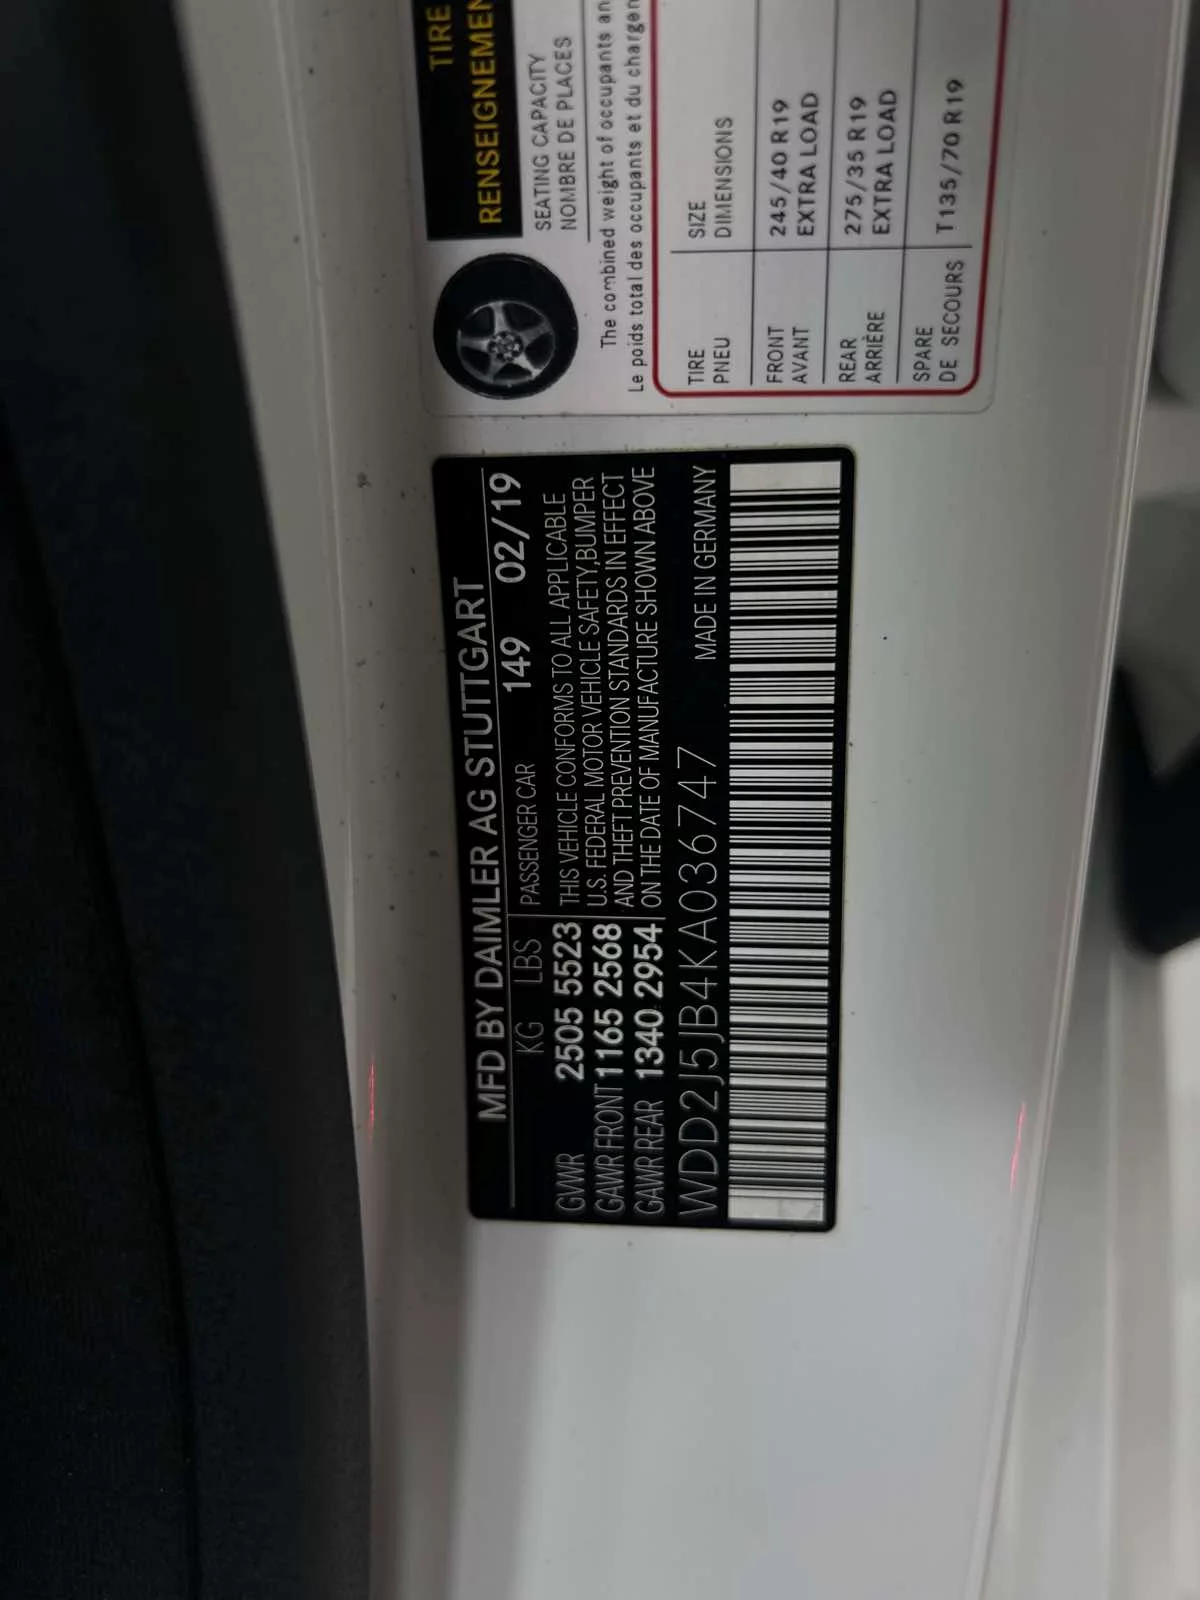 MFD BY DAIMLER AG STUTTGART
KG LBS PASSENGER CAR 149 02/19
GVWR 2505 5523 THIS VEHICLE CONFORMS TO ALL APPLICABLE
GAWR FRONT 1165 2568 U.S. FEDERAL MOTOR VEHICLE SAFETY,BUMPER
GAWR REAR 1340 2954 AND THEFT PREVENTION STANDARDS IN EFFECT
ON THE DATE OF MANUFACTURE SHOWN ABOVE
WDD2J5JB4KA036747 MADE IN GERMANY
TIRE
RENSEIGNEMEN
SEATING CAPACITY
NOMBRE DE PLACES
The combined weight of occupants an
Le poids total des occupants et du chargen
TIRE SIZE
PNEU DIMENSIONS
FRONT 245/40 R19
AVANT EXTRA LOAD
REAR 275/35 R19
ARRIÈRE EXTRA LOAD
SPARE
DE SECOURS T135/70 R19